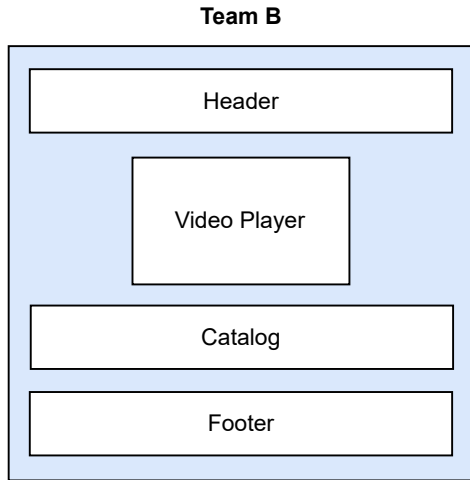 Team B
Header
Video Player
Catalog
Footer